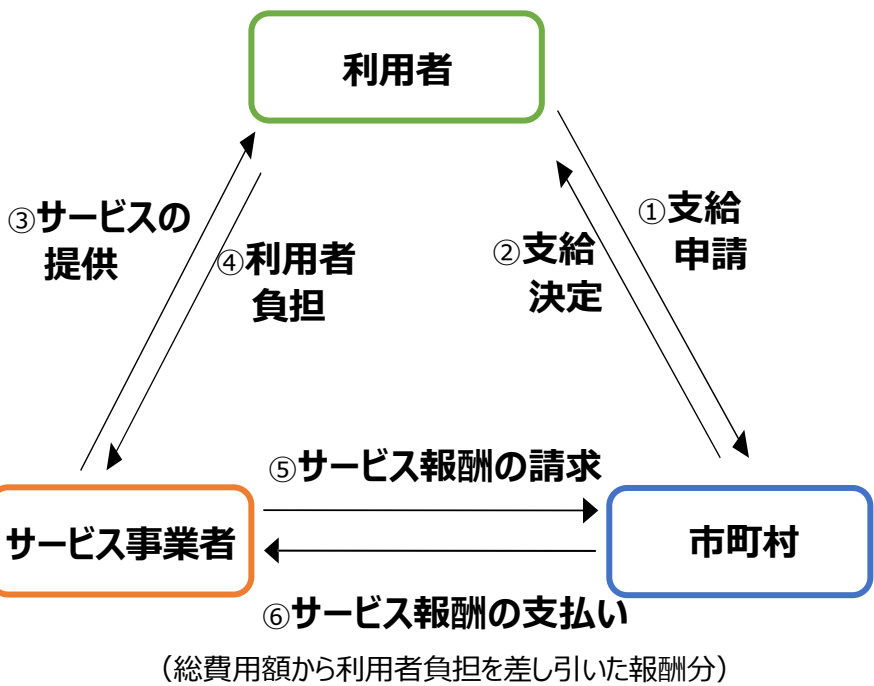 利用者
③サービスの
提供
④利用者
負担
②支給
決定
①支給
申請
⑤サービス報酬の請求
サービス事業者
市町村
⑥サービス報酬の支払い
（総費用額から利用者負担を差し引いた報酬分）